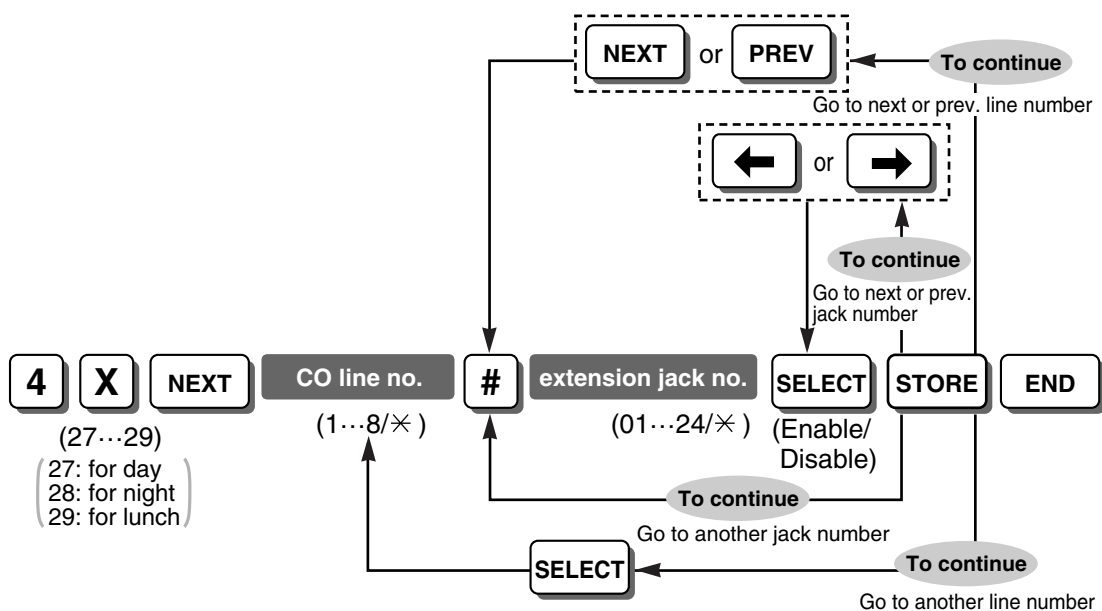 NEXT or PREV
To continue
Go to next or prev. line number
← or →
To continue
Go to next or prev.
jack number
4 X NEXT CO line no. # extension jack no. SELECT STORE END
(27···29)
27: for day
28: for night
29: for lunch
(1···8/✳)
(01···24/✳)
(Enable/
Disable)
To continue
Go to another jack number
SELECT
To continue
Go to another line number